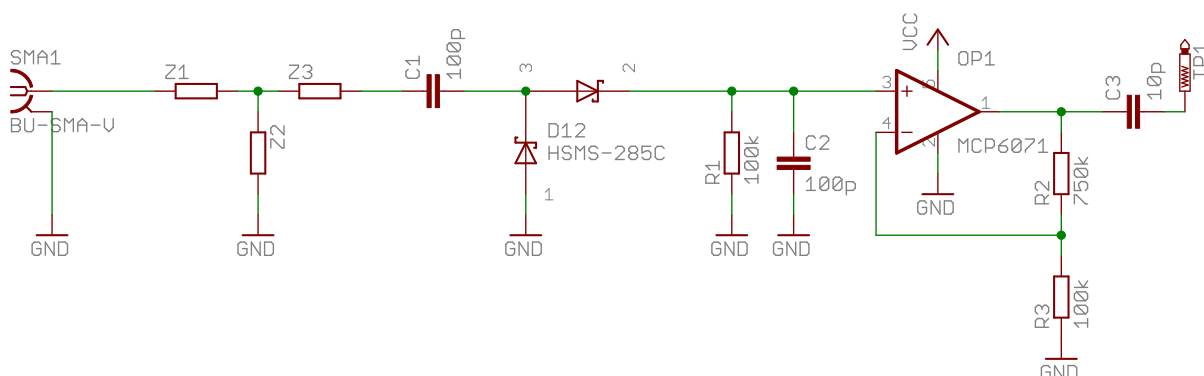 SMA1
BU-SMA-V
GND
Z1
Z2
GND
Z3
C1
100p
3
2
D12
HSMS-285C
1
GND
R1
100k
GND
C2
100p
GND
VCC
OP1
3
4
5
2
1
MCP6071
GND
R2
750k
R3
100k
GND
C3
10p
TP1